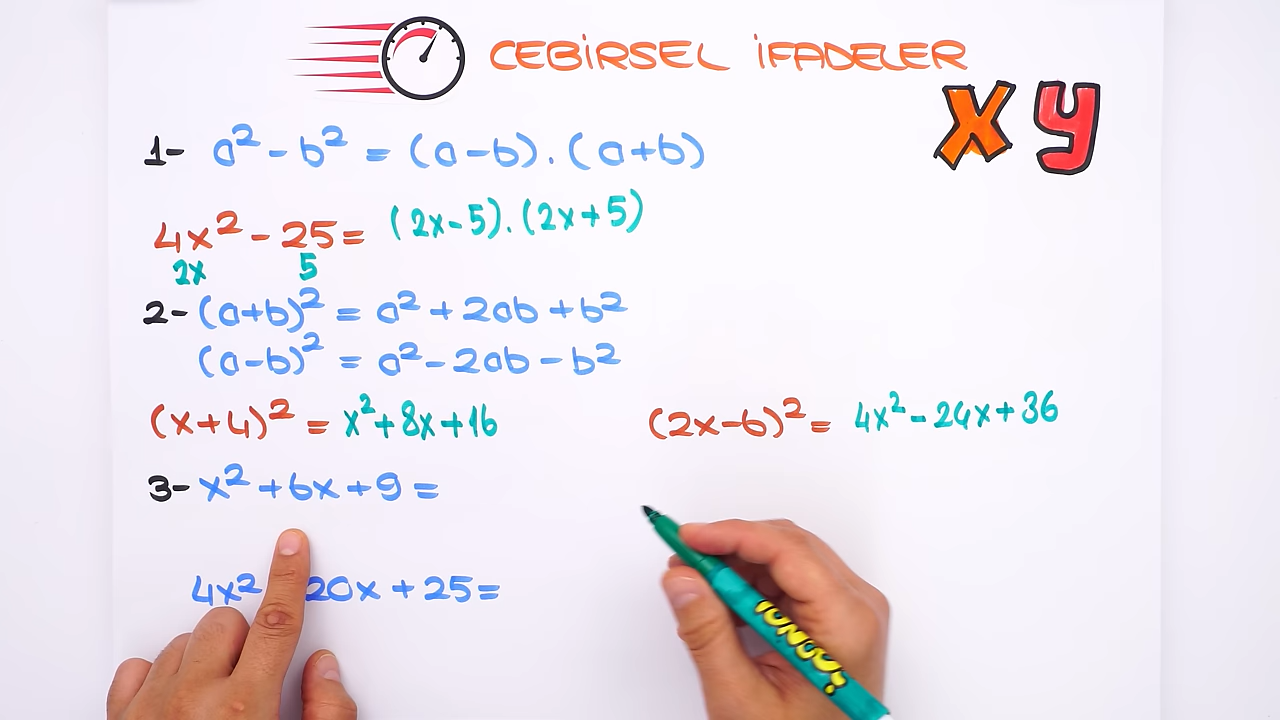 CEBİRSEL İFADELER
x y
1- a² - b² = (a-b).(a+b)
4x² - 25 = (2x-5).(2x+5)
2x 5
2- (a+b)² = a² + 2ab + b²
(a-b)² = a² - 2ab - b²
(x+4)² = x² + 8x + 16
(2x-6)² = 4x² - 24x + 36
3- x² + 6x + 9 =
4x² 20x + 25 =
TONGUÇ